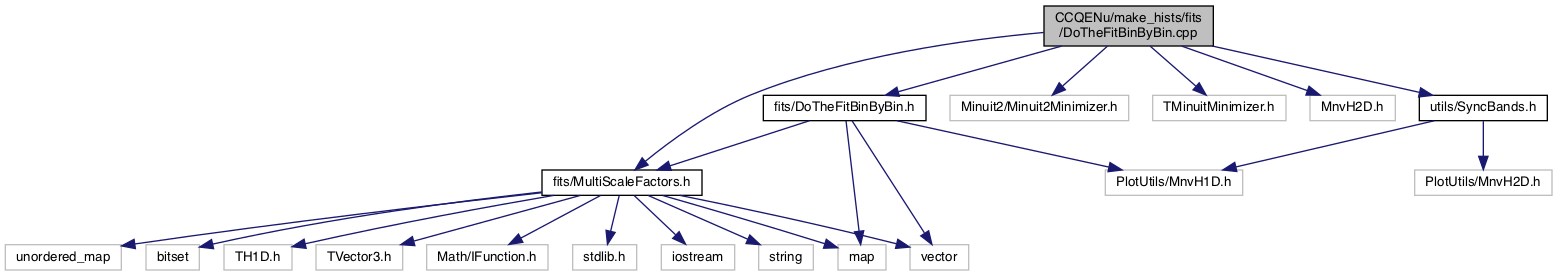 CCQENu/make_hists/fits
/DoTheFitBinByBin.cpp
fits/DoTheFitBinByBin.h
Minuit2/Minuit2Minimizer.h
TMinuitMinimizer.h
MnvH2D.h
utils/SyncBands.h
fits/MultiScaleFactors.h
PlotUtils/MnvH1D.h
PlotUtils/MnvH2D.h
unordered_map
bitset
TH1D.h
TVector3.h
Math/IFunction.h
stdlib.h
iostream
string
map
vector